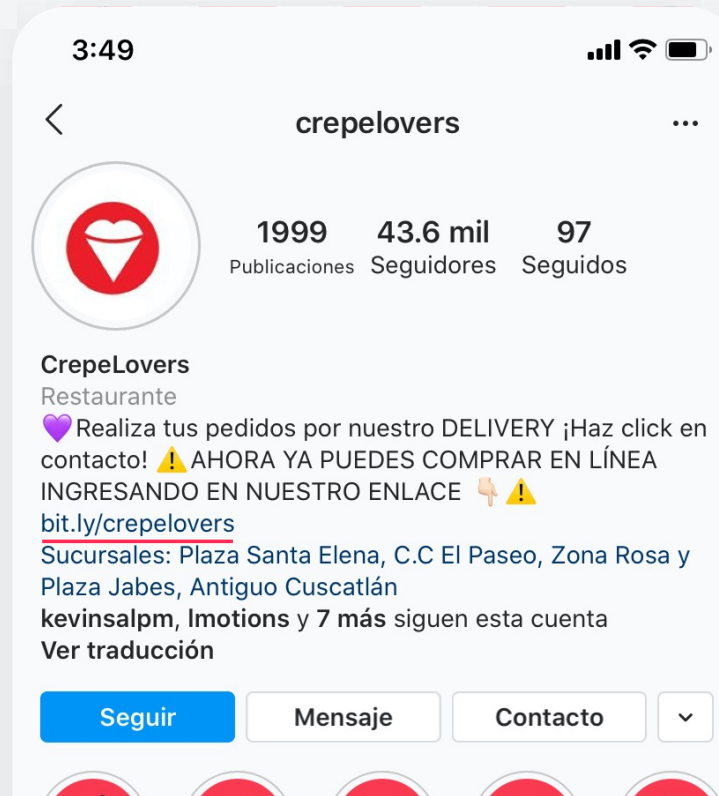 3:49
crepelovers
1999 43.6 mil 97
Publicaciones Seguidores Seguidos
CrepeLovers
Restaurante
💜Realiza tus pedidos por nuestro DELIVERY ¡Haz click en
contacto! ⚠️AHORA YA PUEDES COMPRAR EN LÍNEA
INGRESANDO EN NUESTRO ENLACE 👇🏻⚠️
bit.ly/crepelovers
Sucursales: Plaza Santa Elena, C.C El Paseo, Zona Rosa y
Plaza Jabes, Antiguo Cuscatlán
kevinsalpm, lmotions y 7 más siguen esta cuenta
Ver traducción
Seguir Mensaje Contacto